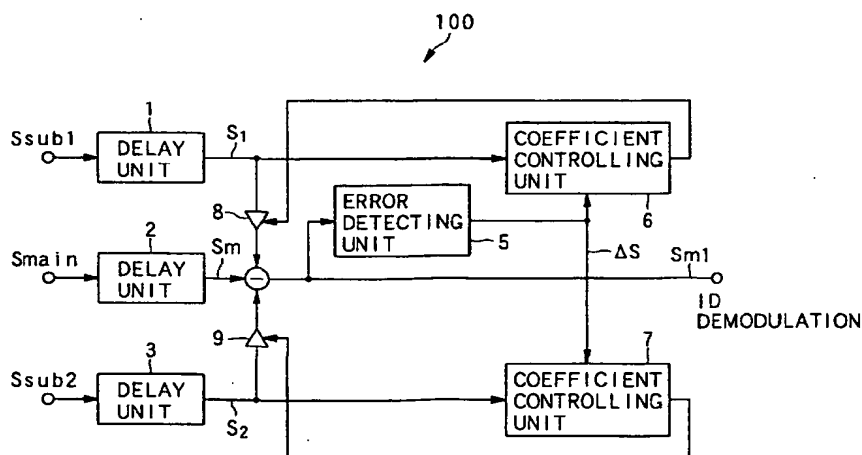 100
Ssub1
1
DELAY
UNIT
S1
COEFFICIENT
CONTROLLING
UNIT
6
8
ERROR
DETECTING
UNIT
5
Smain
2
DELAY
UNIT
Sm
−
ΔS
Sm1
ID
DEMODULATION
9
Ssub2
3
DELAY
UNIT
S2
7
COEFFICIENT
CONTROLLING
UNIT